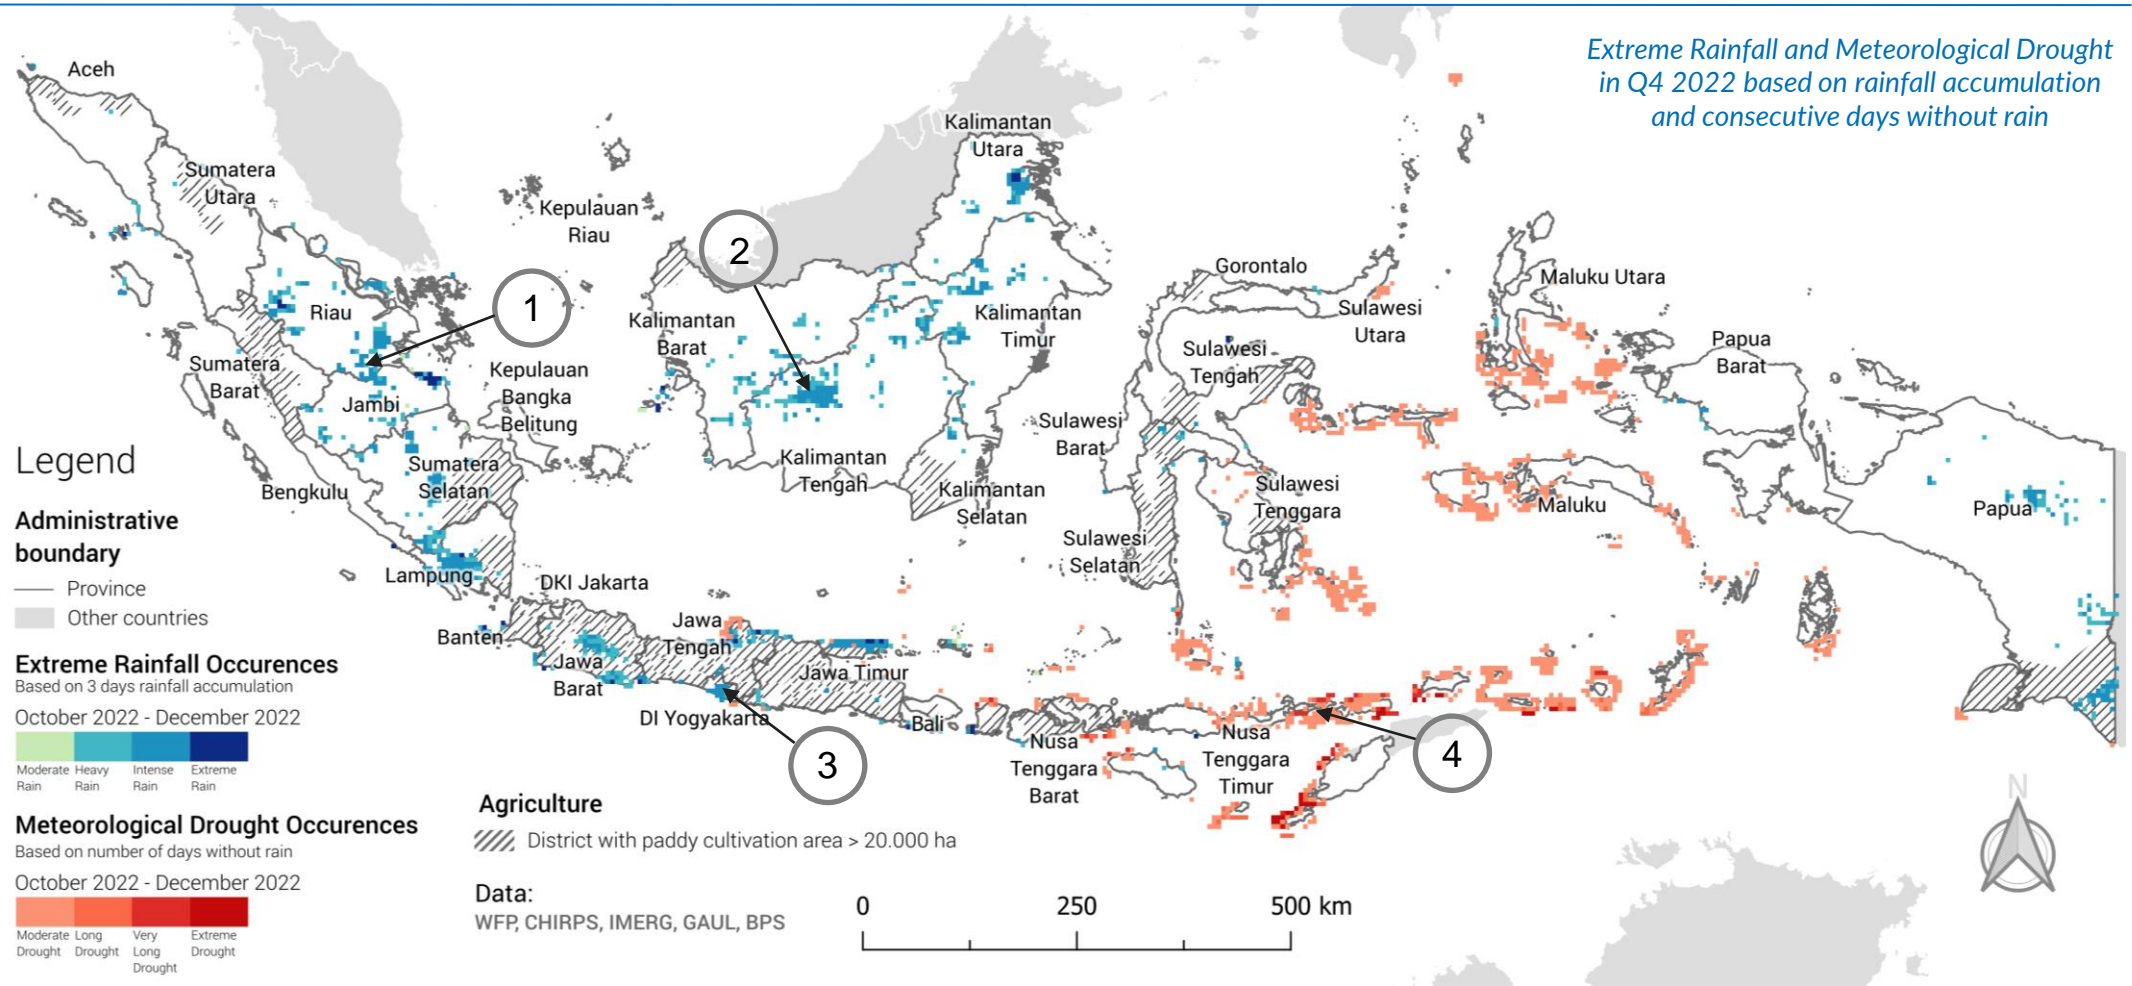 Extreme Rainfall and Meteorological Drought
in Q4 2022 based on rainfall accumulation
and consecutive days without rain
Aceh
Sumatera
Utara
Kepulauan
Riau
Kalimantan
Utara
2
Gorontalo
Maluku Utara
1
Riau
Kalimantan
Barat
Kalimantan
Timur
Sulawesi
Utara
Sulawesi
Tengah
Papua
Barat
Sumatera
Barat
Jambi
Kepulauan
Bangka
Belitung
Sulawesi
Barat
Sumatera
Selatan
Bengkulu
Kalimantan
Tengah
Kalimantan
Selatan
Sulawesi
Tenggara
Maluku
Papua
Sulawesi
Selatan
Lampung
DKI Jakarta
Banten
Jawa
Tengah
Jawa
Barat
Jawa Timur
DI Yogyakarta
Bali
3
Nusa
Tenggara
Barat
Nusa
Tenggara
Timur
4
Legend
Administrative
boundary
Province
Other countries
Extreme Rainfall Occurences
Based on 3 days rainfall accumulation
October 2022 - December 2022
Moderate Rain
Heavy Rain
Intense Rain
Extreme Rain
Meteorological Drought Occurences
Based on number of days without rain
October 2022 - December 2022
Moderate Drought
Long Drought
Very Long Drought
Extreme Drought
Agriculture
District with paddy cultivation area > 20.000 ha
Data:
WFP, CHIRPS, IMERG, GAUL, BPS
0 250 500 km
N